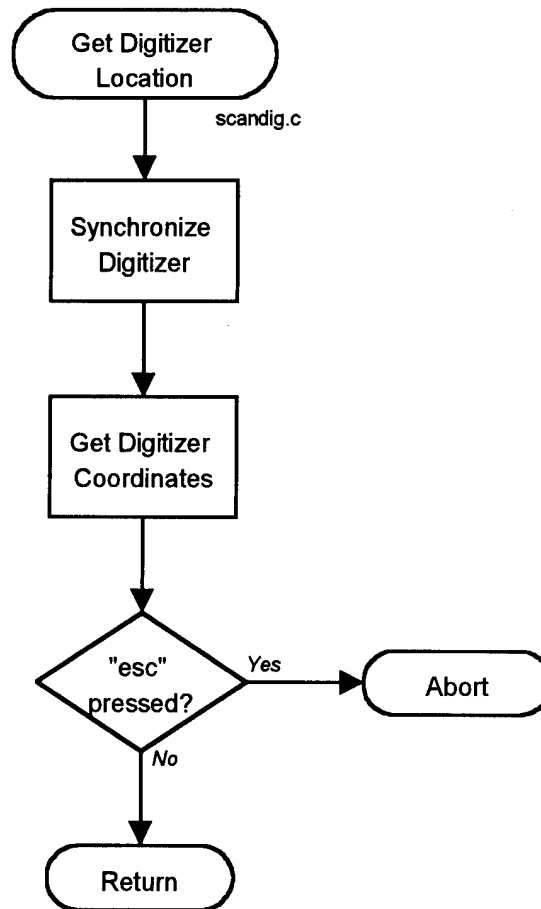 Get Digitizer
Location
scandig.c
Synchronize
Digitizer
Get Digitizer
Coordinates
"esc"
pressed?
Yes
Abort
No
Return